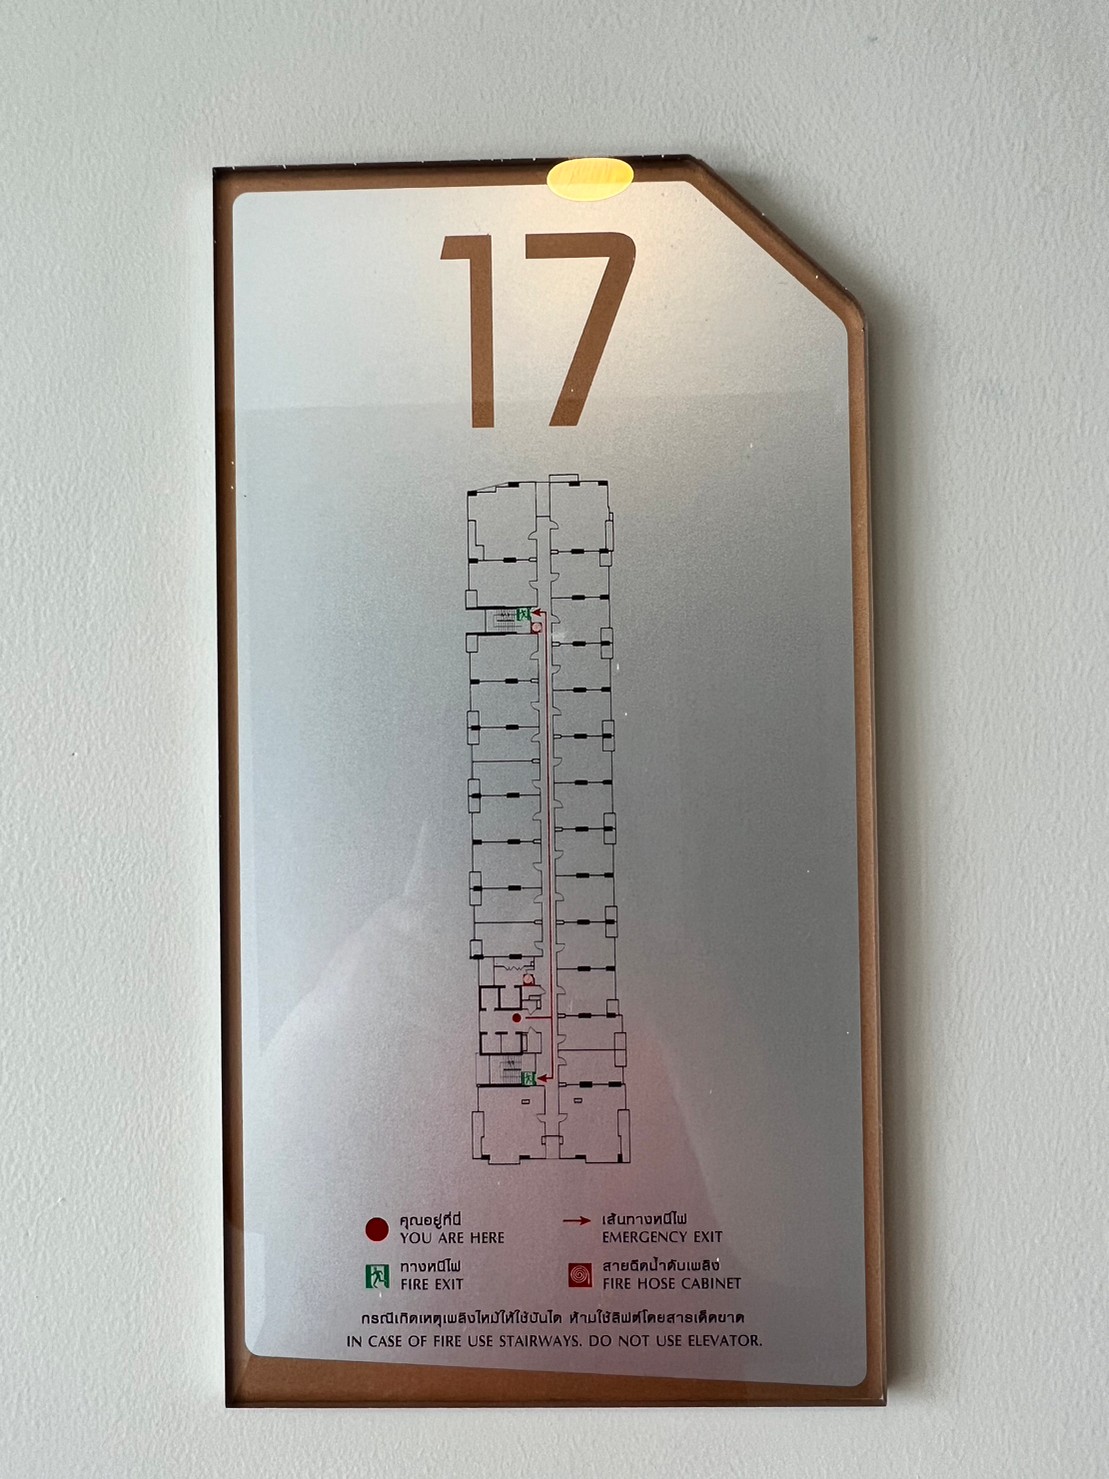 17
คุณอยู่ที่นี่
YOU ARE HERE
เส้นทางหนีไฟ
EMERGENCY EXIT
ทางหนีไฟ
FIRE EXIT
สายฉีดน้ำดับเพลิง
FIRE HOSE CABINET
กรณีเกิดเหตุเพลิงไหม้ให้ใช้บันได ห้ามใช้ลิฟต์โดยสารเด็ดขาด
IN CASE OF FIRE USE STAIRWAYS. DO NOT USE ELEVATOR.